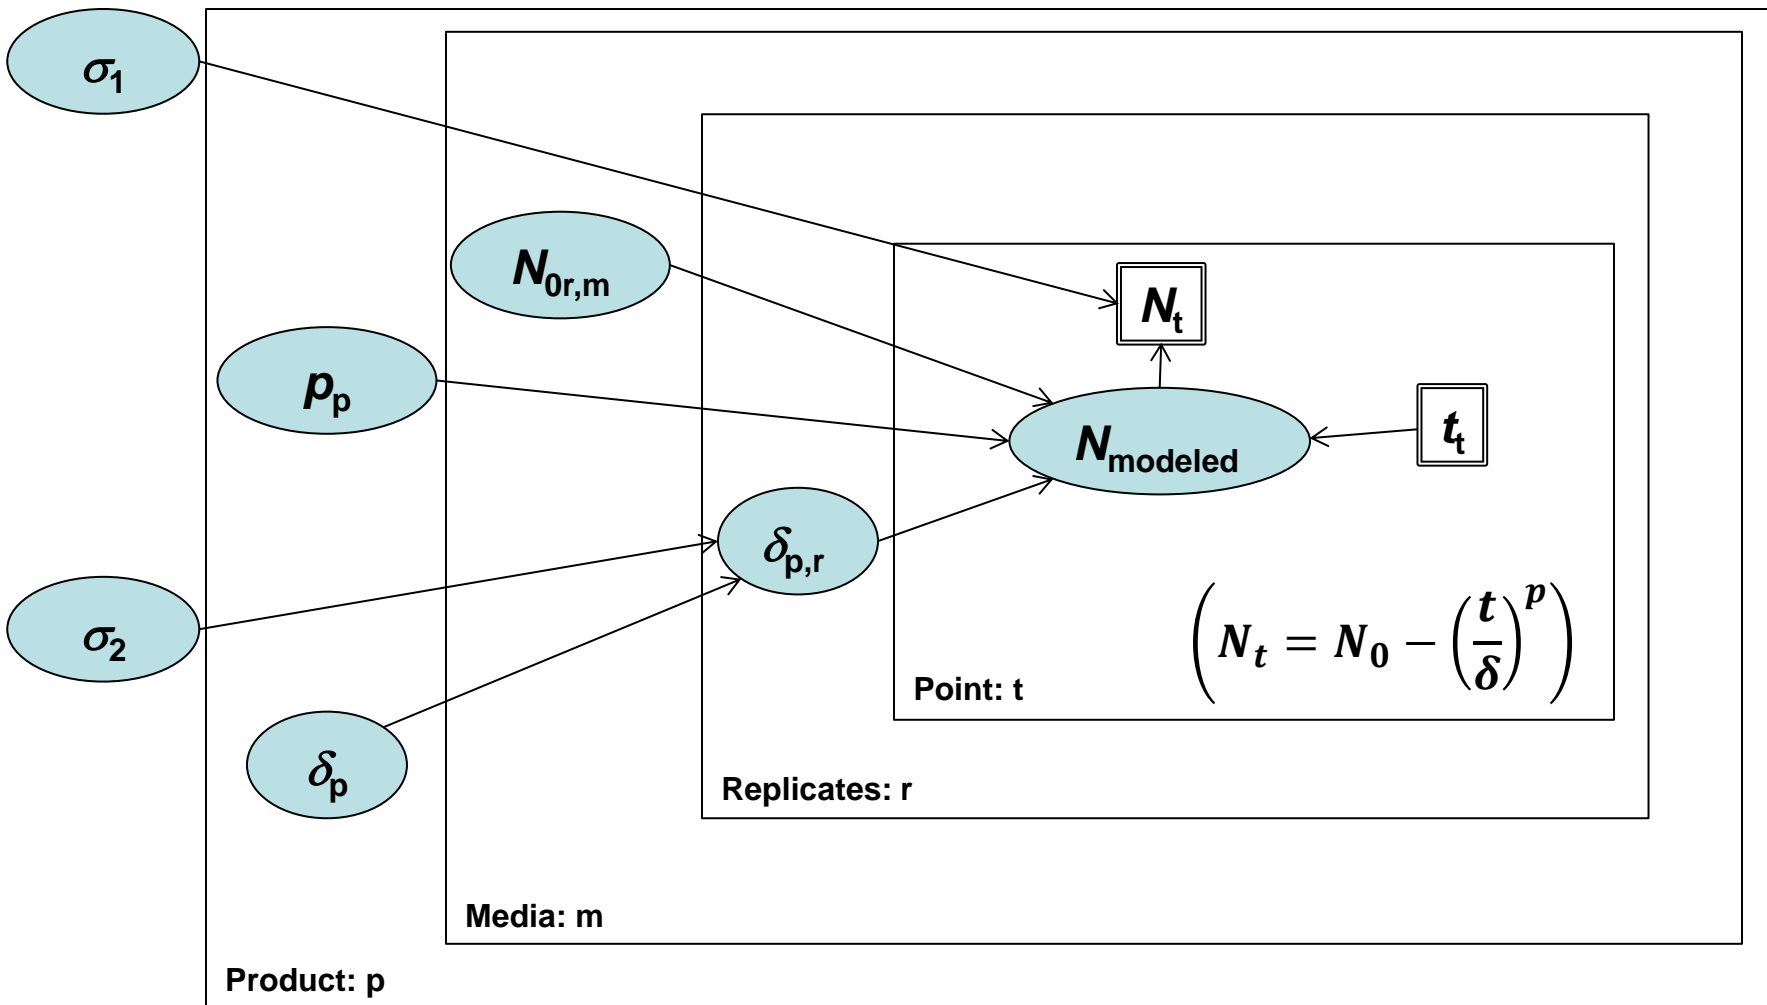 σ1
N0r,m
Nt
pp
Nmodeled
tt
δp,r
σ2
(Nt = N0 − (t/δ)^p)
Point: t
δp
Replicates: r
Media: m
Product: p